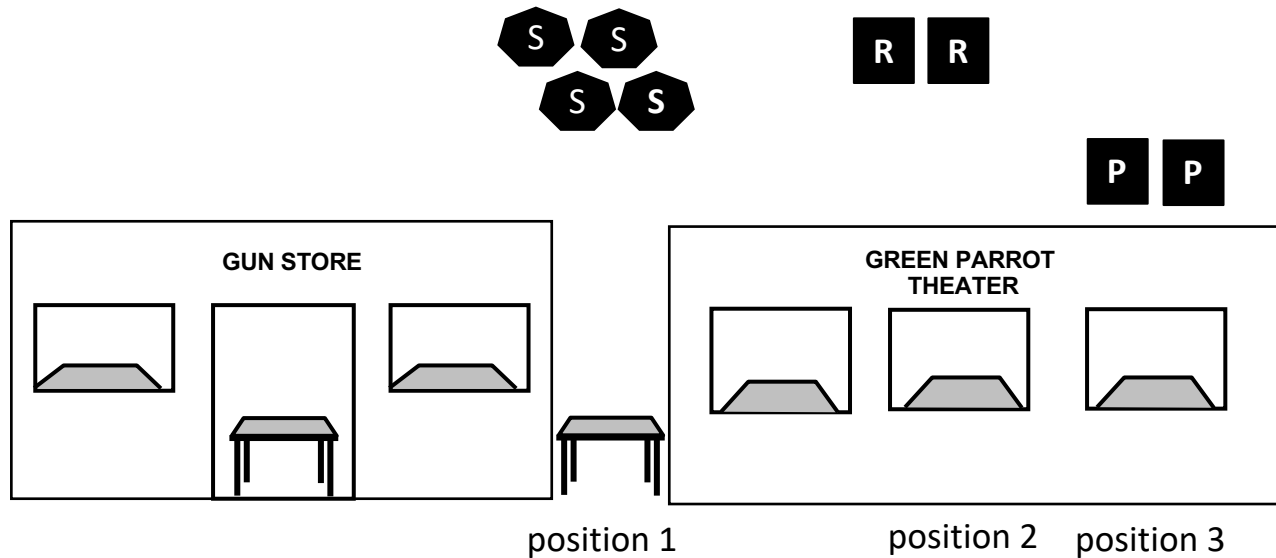 S S
R R
S S
P P
GUN STORE
GREEN PARROT
THEATER
position 1
position 2
position 3